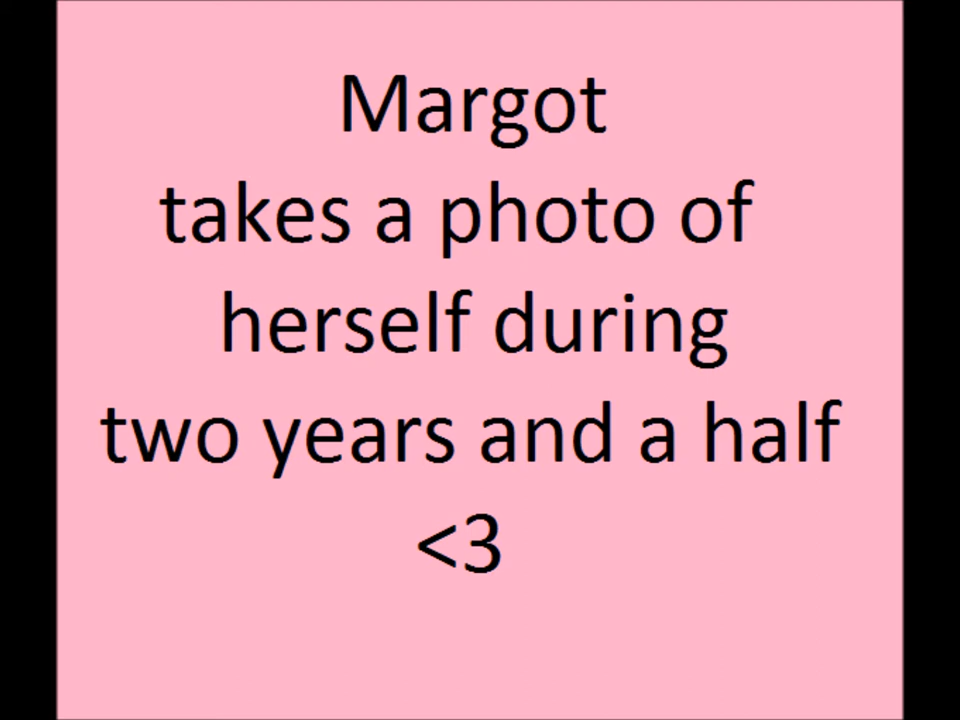 Margot
takes a photo of
herself during
two years and a half
<3